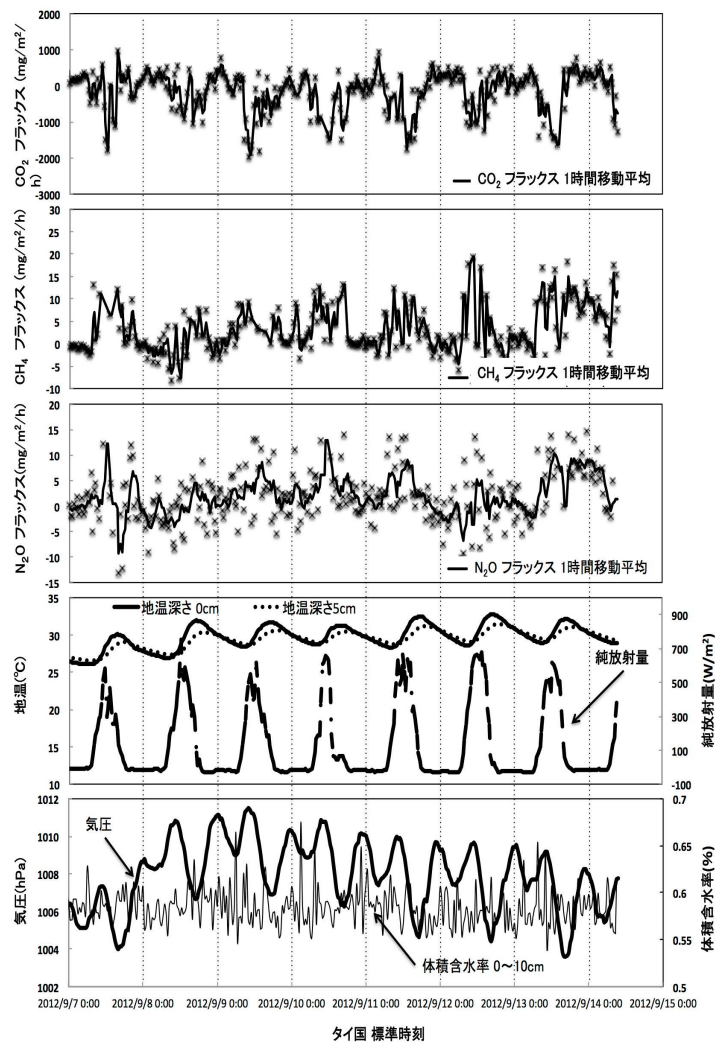 2000
1000
0
-1000
-2000
-3000
CO2 フラックス (mg/m²/h)
CO2 フラックス 1時間移動平均
30
25
20
15
10
5
0
-5
-10
CH4 フラックス (mg/m²/h)
CH4 フラックス 1時間移動平均
20
15
10
5
0
-5
-10
-15
N2O フラックス(mg/m²/h)
N2O フラックス 1時間移動平均
35
30
25
20
15
10
地温(℃)
地温深さ 0cm
地温深さ5cm
純放射量
900
700
500
300
100
-100
純放射量(W/m²)
1012
1010
1008
1006
1004
1002
気圧(hPa)
気圧
体積含水率 0〜10cm
0.7
0.65
0.6
0.55
0.5
体積含水率(%)
2012/9/7 0:00 2012/9/8 0:00 2012/9/9 0:00 2012/9/10 0:00 2012/9/11 0:00 2012/9/12 0:00 2012/9/13 0:00 2012/9/14 0:00 2012/9/15 0:00
タイ国 標準時刻